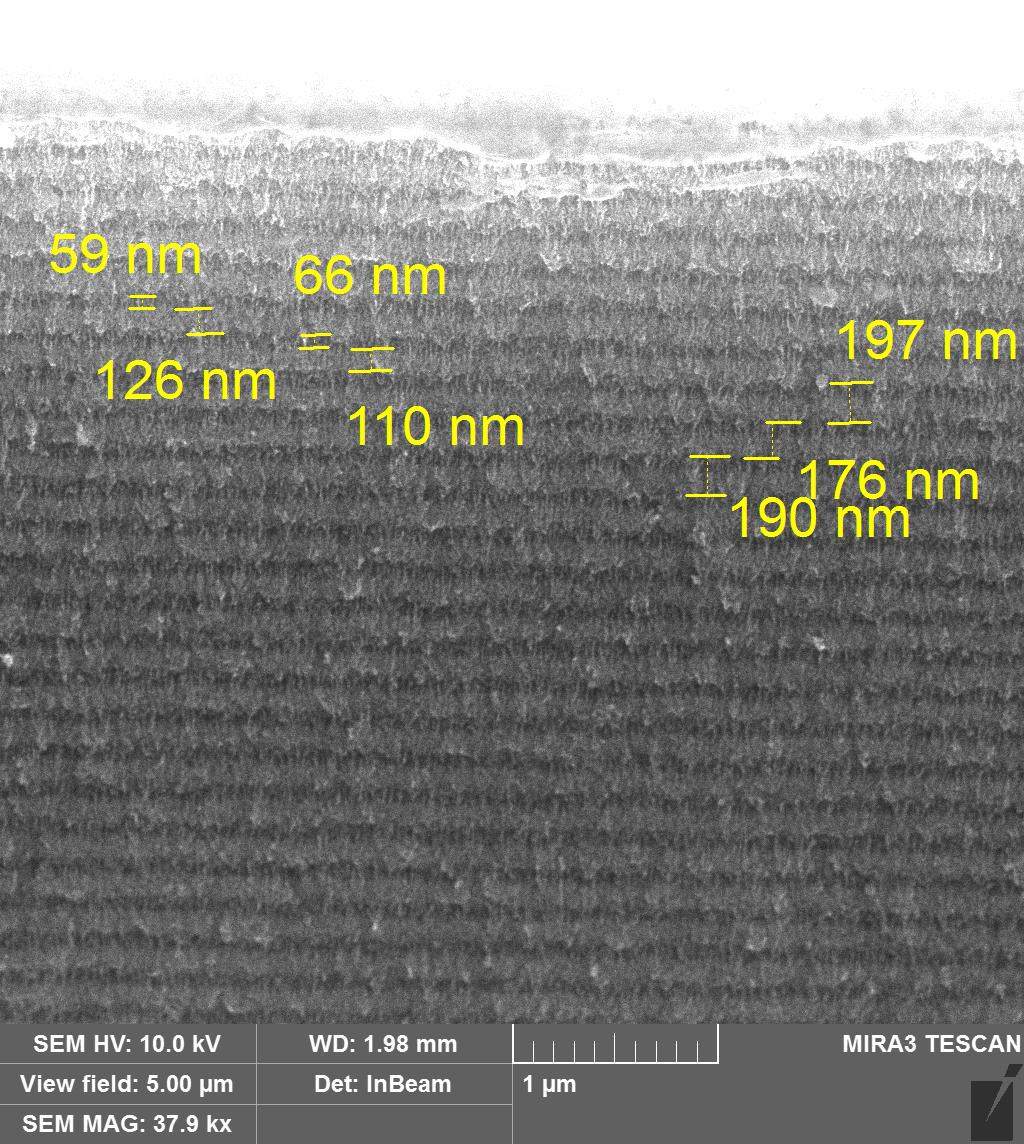 59 nm
66 nm
197 nm
126 nm
110 nm
176 nm
190 nm
SEM HV: 10.0 kV
WD: 1.98 mm
MIRA3 TESCAN
View field: 5.00 µm
Det: InBeam
1 µm
SEM MAG: 37.9 kx